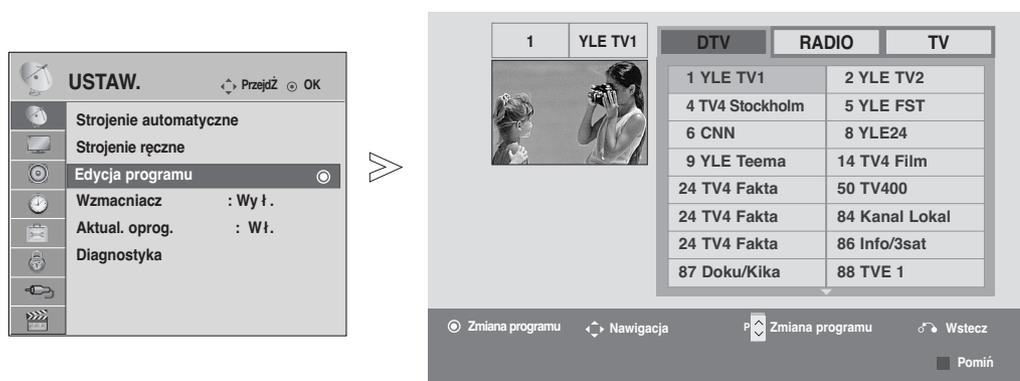 USTAW. PrzejdŹ OK
Strojenie automatyczne
Strojenie ręczne
Edycja programu
Wzmacniacz : Wył.
Aktual. oprog. : Wł.
Diagnostyka
1 YLE TV1
DTV RADIO TV
1 YLE TV1 2 YLE TV2
4 TV4 Stockholm 5 YLE FST
6 CNN 8 YLE24
9 YLE Teema 14 TV4 Film
24 TV4 Fakta 50 TV400
24 TV4 Fakta 84 Kanal Lokal
24 TV4 Fakta 86 Info/3sat
87 Doku/Kika 88 TVE 1
Zmiana programu Nawigacja P Zmiana programu Wstecz
Pomiń